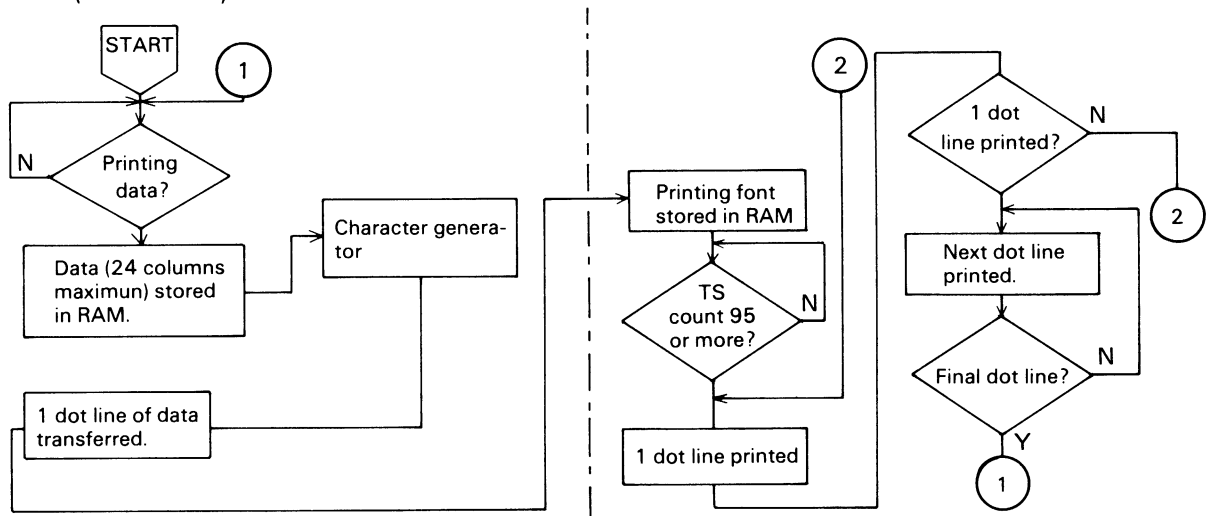 START
1
N
Printing
data?
Data (24 columns
maximun) stored
in RAM.
Character genera-
tor
1 dot line of data
transferred.
Printing font
stored in RAM
TS
count 95
or more?
N
2
1 dot line printed
1 dot
line printed?
N
2
Next dot line
printed.
Final dot line?
N
Y
1